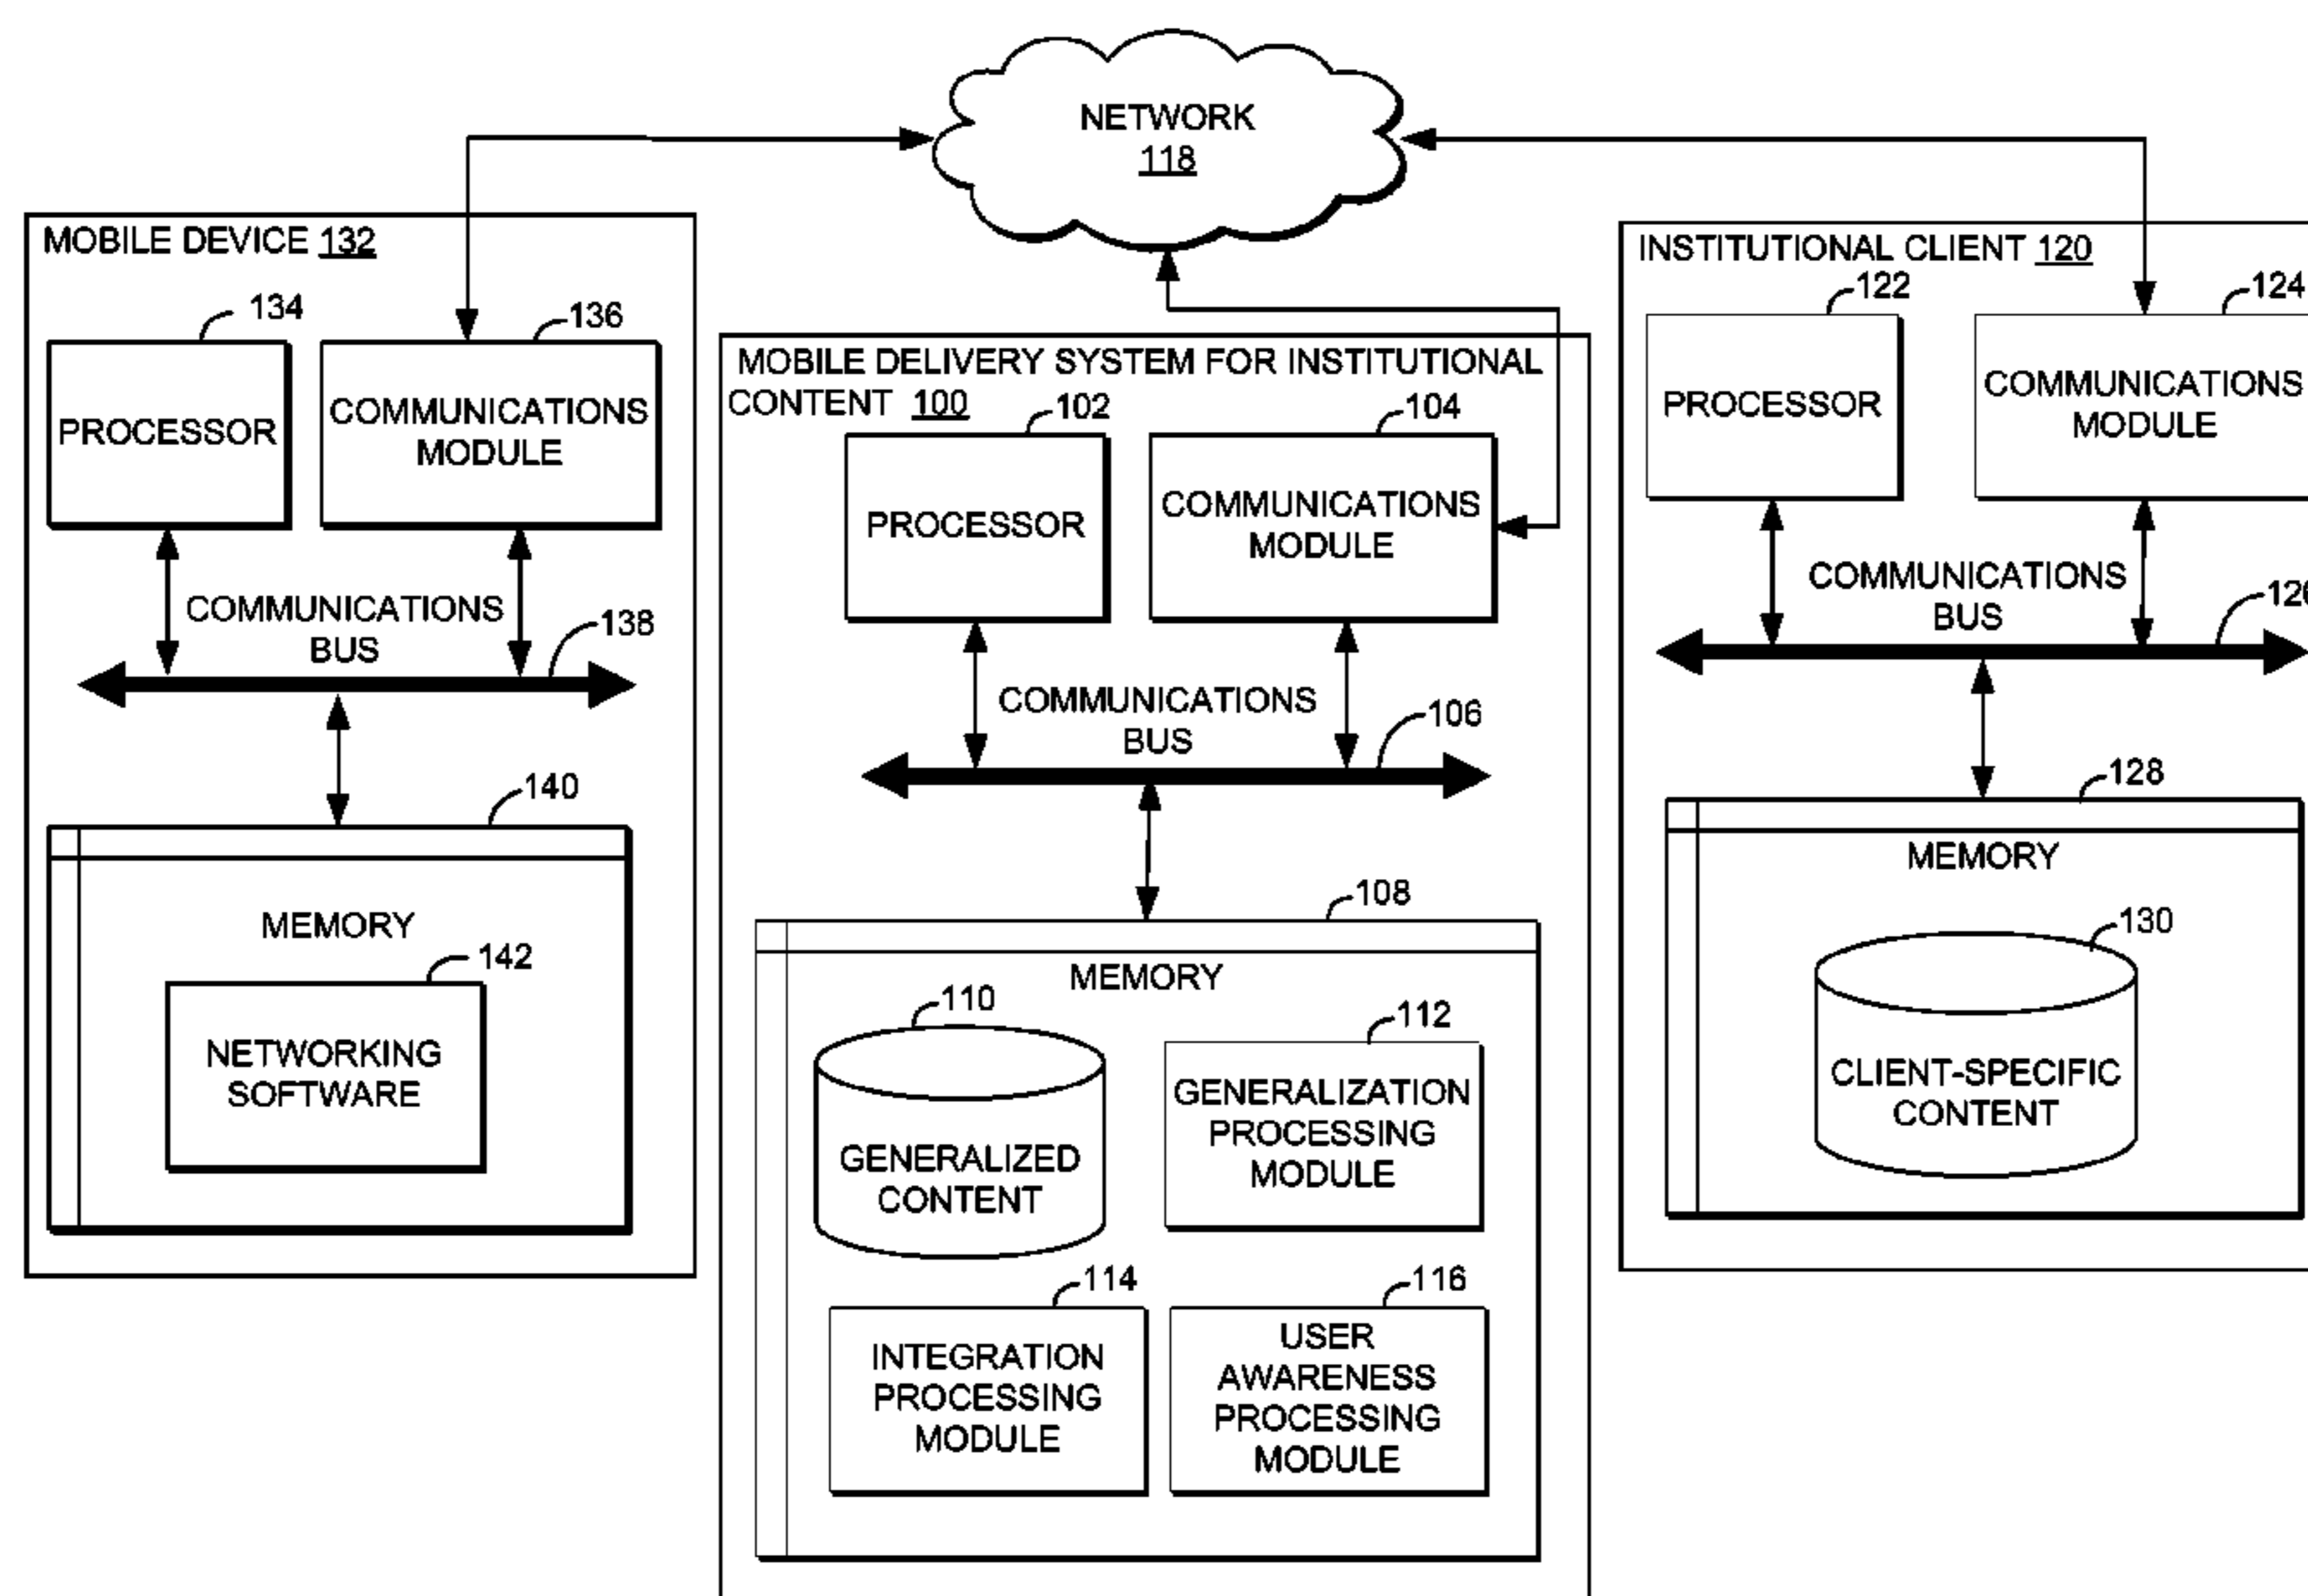 NETWORK
118
MOBILE DEVICE 132
134
136
PROCESSOR
COMMUNICATIONS
MODULE
COMMUNICATIONS
BUS
138
140
MEMORY
142
NETWORKING
SOFTWARE
MOBILE DELIVERY SYSTEM FOR INSTITUTIONAL
CONTENT 100
102
104
PROCESSOR
COMMUNICATIONS
MODULE
COMMUNICATIONS
BUS
106
108
MEMORY
110
GENERALIZED
CONTENT
112
GENERALIZATION
PROCESSING
MODULE
114
INTEGRATION
PROCESSING
MODULE
116
USER
AWARENESS
PROCESSING
MODULE
INSTITUTIONAL CLIENT 120
122
124
PROCESSOR
COMMUNICATIONS
MODULE
COMMUNICATIONS
BUS
126
128
MEMORY
130
CLIENT-SPECIFIC
CONTENT